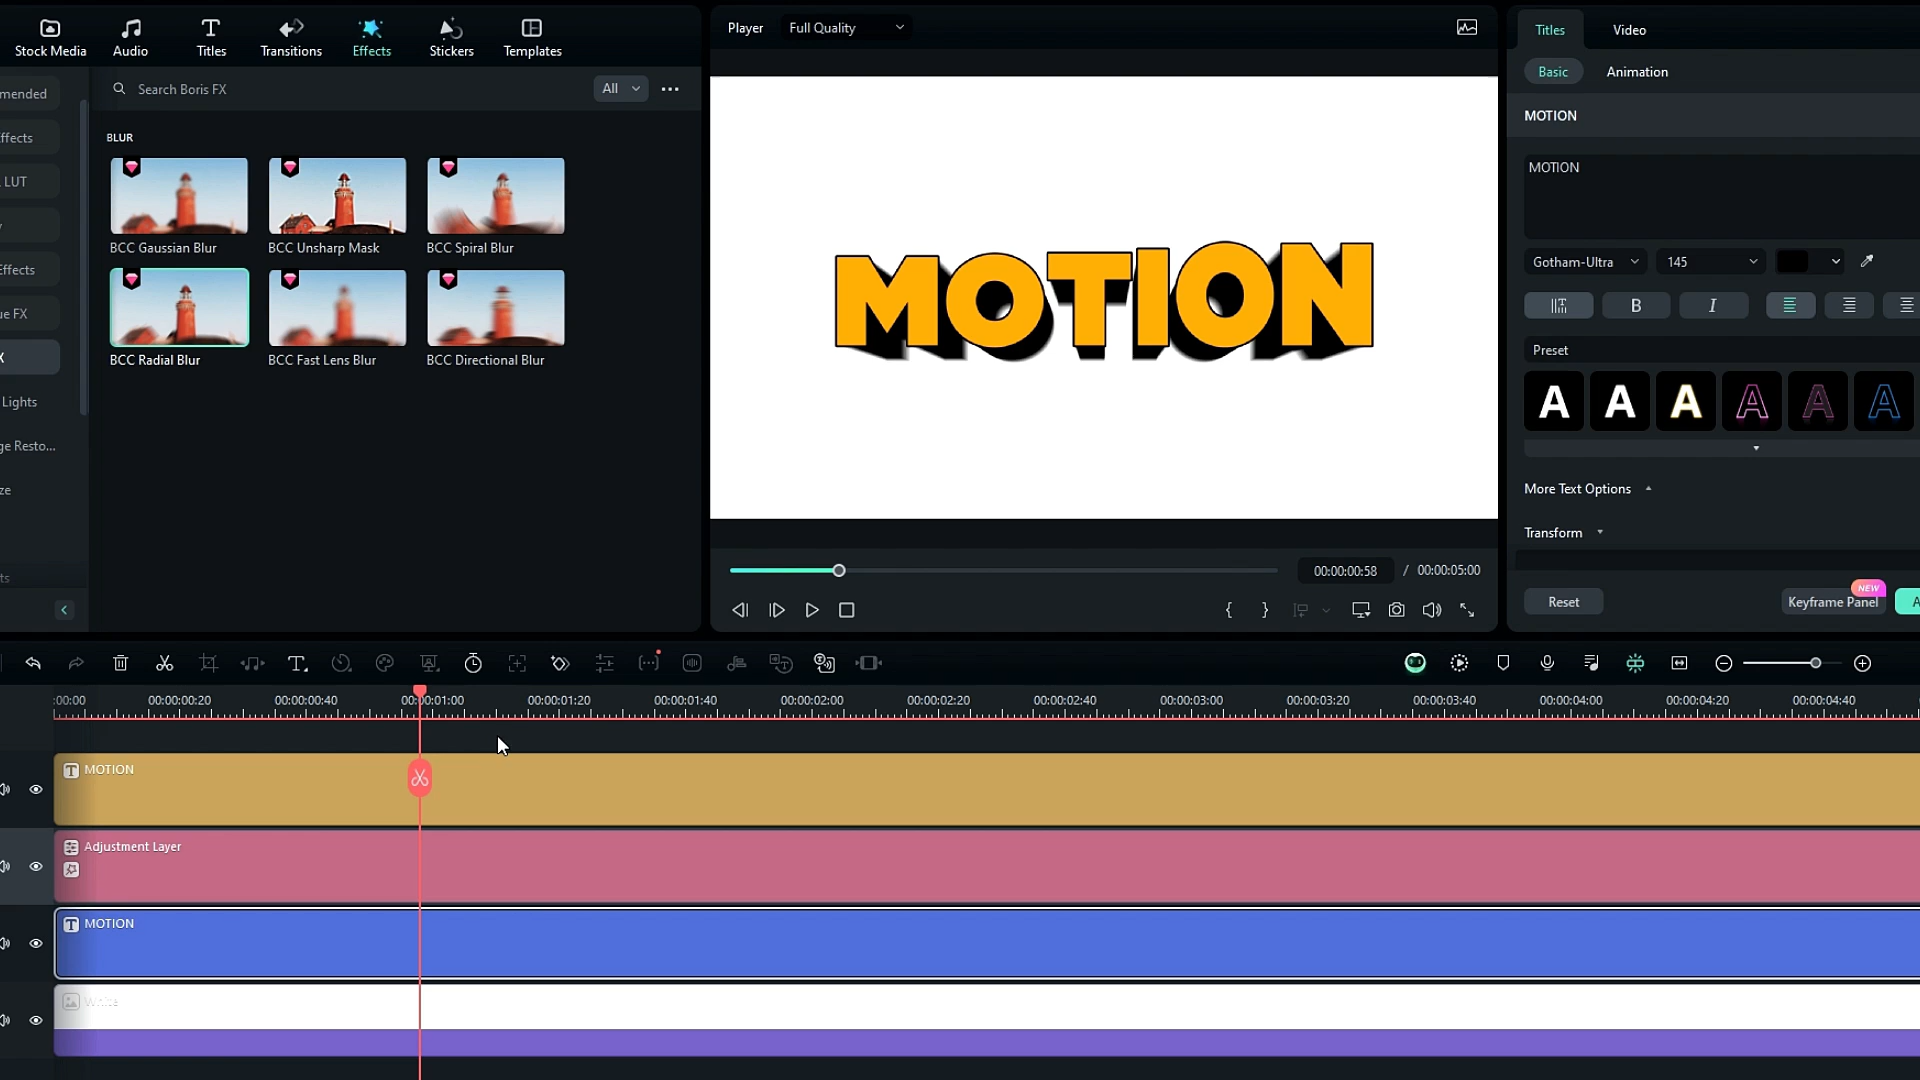 Stock Media
Audio
Titles
Transitions
Effects
Stickers
Templates
mended
ffects
LUT
Effects
ue FX
X
Lights
ge Resto...
ze
ts
Search Boris FX
All
BLUR
BCC Gaussian Blur
BCC Unsharp Mask
BCC Spiral Blur
BCC Radial Blur
BCC Fast Lens Blur
BCC Directional Blur
Player
Full Quality
MOTION
00:00:00:58 / 00:00:05:00
{ }
Titles
Video
Basic
Animation
MOTION
MOTION
Gotham-Ultra
145
B
I
Preset
A A A A A A
More Text Options
Transform
Reset
NEW
Keyframe Panel
A
:00:00
00:00:00:20
00:00:00:40
00:00:01:00
00:00:01:20
00:00:01:40
00:00:02:00
00:00:02:20
00:00:02:40
00:00:03:00
00:00:03:20
00:00:03:40
00:00:04:00
00:00:04:20
00:00:04:40
MOTION
Adjustment Layer
MOTION
White